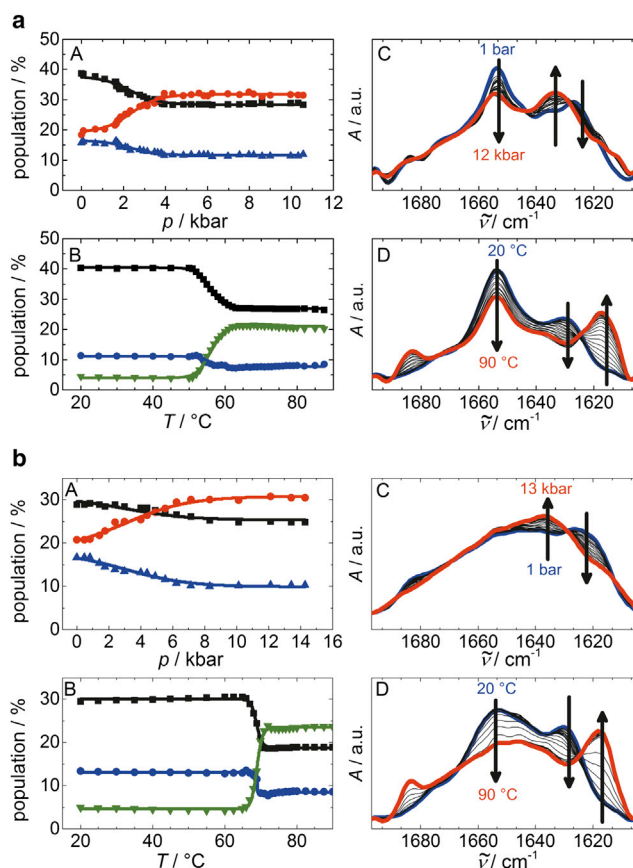 a
A
50
40
30
20
10
0
population / %
0 2 4 6 8 10 12
p / kbar
C
1 bar
12 kbar
A / a.u.
1680 1660 1640 1620
ν̃ / cm⁻¹
B
50
40
30
20
10
0
population / %
20 40 60 80
T / °C
D
20 °C
90 °C
A / a.u.
1680 1660 1640 1620
ν̃ / cm⁻¹
b
A
30
20
10
0
population / %
0 2 4 6 8 10 12 14 16
p / kbar
C
13 kbar
1 bar
A / a.u.
1680 1660 1640 1620
ν̃ / cm⁻¹
B
30
20
10
0
population / %
20 40 60 80
T / °C
D
20 °C
90 °C
A / a.u.
1680 1660 1640 1620
ν̃ / cm⁻¹